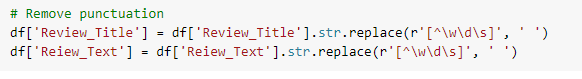 # Remove punctuation
df['Review_Title'] = df['Review_Title'].str.replace(r'[^\w\d\s]', ' ')
df['Reiew_Text'] = df['Reiew_Text'].str.replace(r'[^\w\d\s]', ' ')